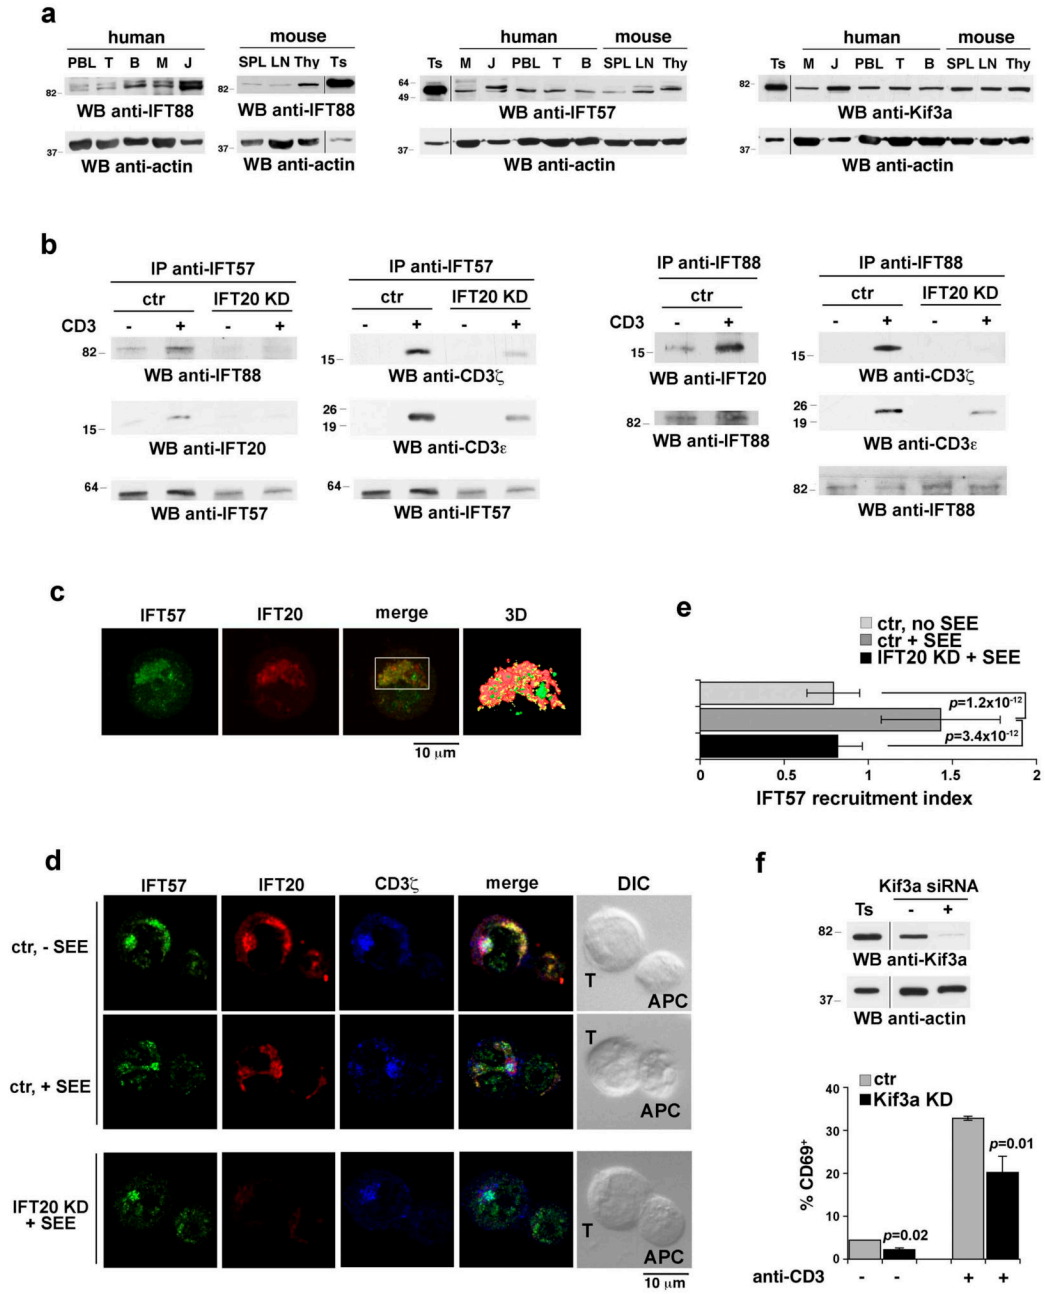 a
human
PBL T B M J
82
WB anti-IFT88
37
WB anti-actin
mouse
SPL LN Thy Ts
82
WB anti-IFT88
37
WB anti-actin
human mouse
Ts M J PBL T B SPL LN Thy
64
49
WB anti-IFT57
37
WB anti-actin
human mouse
Ts M J PBL T B SPL LN Thy
82
WB anti-Kif3a
37
WB anti-actin
b
IP anti-IFT57
ctr IFT20 KD
CD3 - + - +
82
WB anti-IFT88
15
WB anti-IFT20
64
WB anti-IFT57
IP anti-IFT57
ctr IFT20 KD
- + - +
15
WB anti-CD3ζ
26
19
WB anti-CD3ε
64
WB anti-IFT57
IP anti-IFT88
ctr
CD3 - +
15
WB anti-IFT20
82
WB anti-IFT88
IP anti-IFT88
ctr IFT20 KD
- + - +
15
WB anti-CD3ζ
26
19
WB anti-CD3ε
82
WB anti-IFT88
c
IFT57 IFT20 merge 3D
10 μm
e
ctr, no SEE
ctr + SEE
IFT20 KD + SEE
p=1.2x10-12
p=3.4x10-12
0 0.5 1 1.5 2
IFT57 recruitment index
d
IFT57 IFT20 CD3ζ merge DIC
ctr, - SEE
T
APC
ctr, + SEE
T
APC
IFT20 KD
+ SEE
T
APC
10 μm
f
Kif3a siRNA
Ts - +
82
WB anti-Kif3a
37
WB anti-actin
ctr
Kif3a KD
% CD69+
40
30
20
10
0
p=0.02
p=0.01
anti-CD3 - - + +